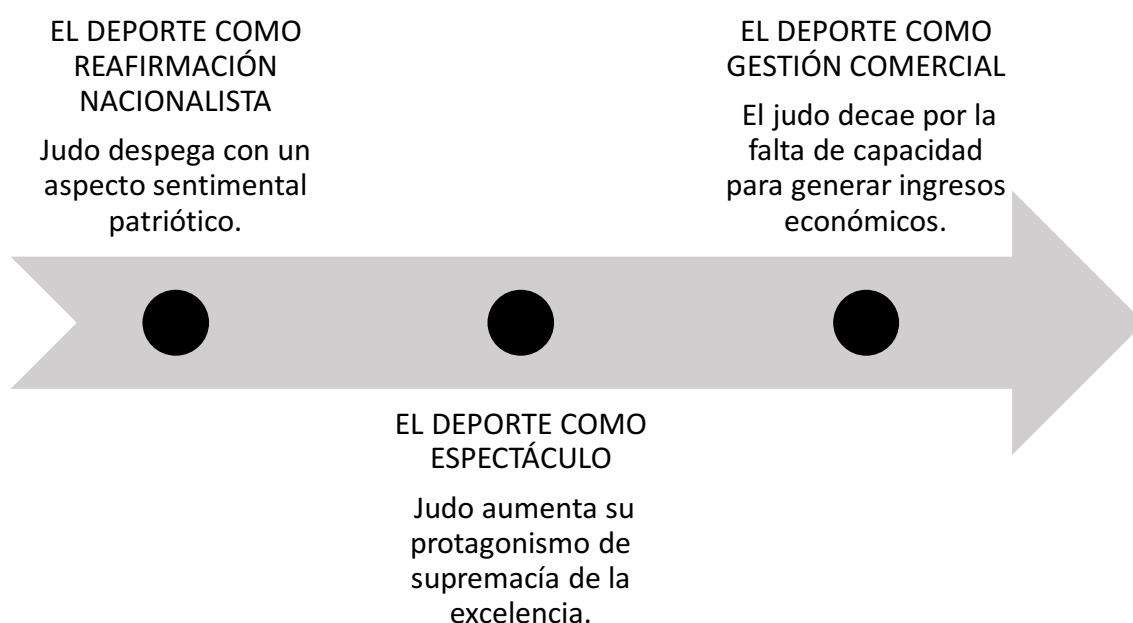 EL DEPORTE COMO
REAFIRMACIÓN
NACIONALISTA
Judo despega con un
aspecto sentimental
patriótico.
EL DEPORTE COMO
ESPECTÁCULO
Judo aumenta su
protagonismo de
supremacía de la
excelencia.
EL DEPORTE COMO
GESTIÓN COMERCIAL
El judo decae por la
falta de capacidad
para generar ingresos
económicos.